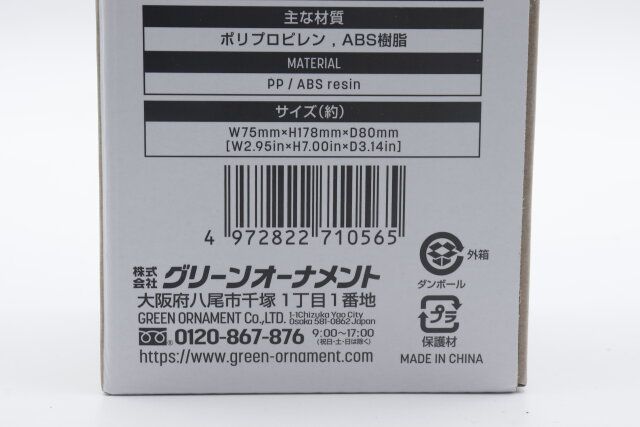 主な材質
ポリプロピレン , ABS樹脂
MATERIAL
PP / ABS resin
サイズ(約)
W75mm×H178mm×D80mm
[W2.95in×H7.00in×D3.14in]
4 972822 710565
株式会社 グリーンオーナメント
大阪府八尾市千塚1丁目1番地
GREEN ORNAMENT Co.,LTD. 1-1Chizuka Yao City Osaka 581-0862 Japan
0120-867-876 9:00〜17:00 (祝日・土・日は除く)
https://www.green-ornament.com
外箱
ダンボール
プラ
保護材
MADE IN CHINA